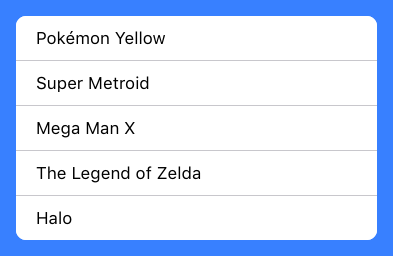 Pokémon Yellow
Super Metroid
Mega Man X
The Legend of Zelda
Halo